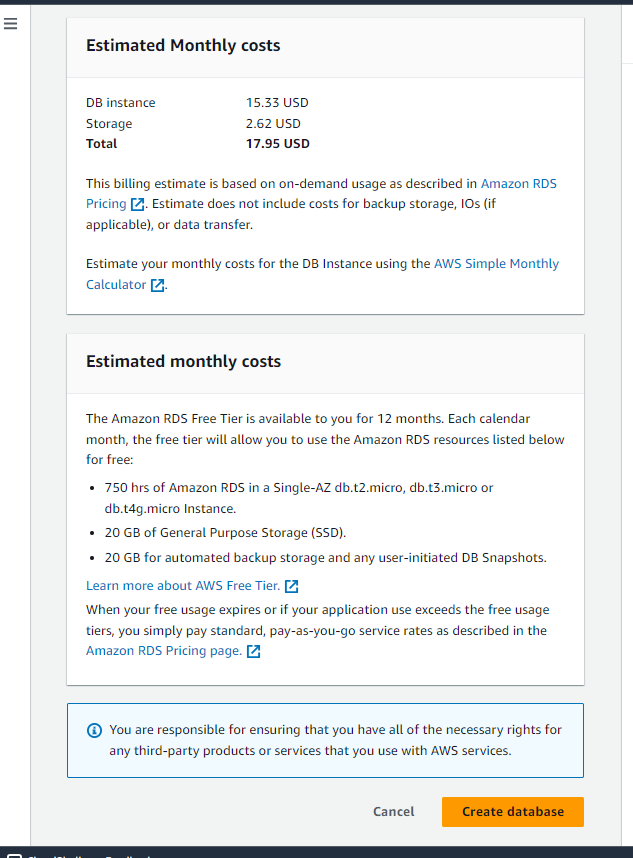 Estimated Monthly costs
DB instance 15.33 USD
Storage 2.62 USD
Total 17.95 USD
This billing estimate is based on on-demand usage as described in Amazon RDS
Pricing . Estimate does not include costs for backup storage, IOs (if
applicable), or data transfer.
Estimate your monthly costs for the DB Instance using the AWS Simple Monthly
Calculator .
Estimated monthly costs
The Amazon RDS Free Tier is available to you for 12 months. Each calendar
month, the free tier will allow you to use the Amazon RDS resources listed below
for free:
• 750 hrs of Amazon RDS in a Single-AZ db.t2.micro, db.t3.micro or
db.t4g.micro Instance.
• 20 GB of General Purpose Storage (SSD).
• 20 GB for automated backup storage and any user-initiated DB Snapshots.
Learn more about AWS Free Tier.
When your free usage expires or if your application use exceeds the free usage
tiers, you simply pay standard, pay-as-you-go service rates as described in the
Amazon RDS Pricing page.
You are responsible for ensuring that you have all of the necessary rights for
any third-party products or services that you use with AWS services.
Cancel Create database